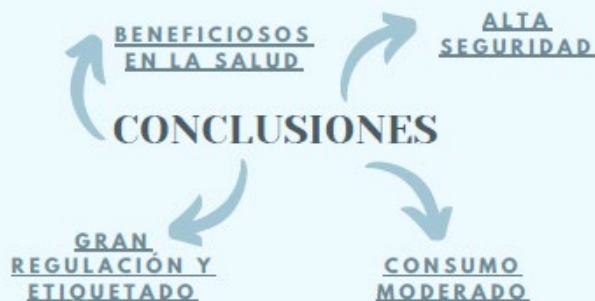 BENEFICIOSOS
EN LA SALUD
ALTA
SEGURIDAD
CONCLUSIONES
GRAN
REGULACIÓN Y
ETIQUETADO
CONSUMO
MODERADO